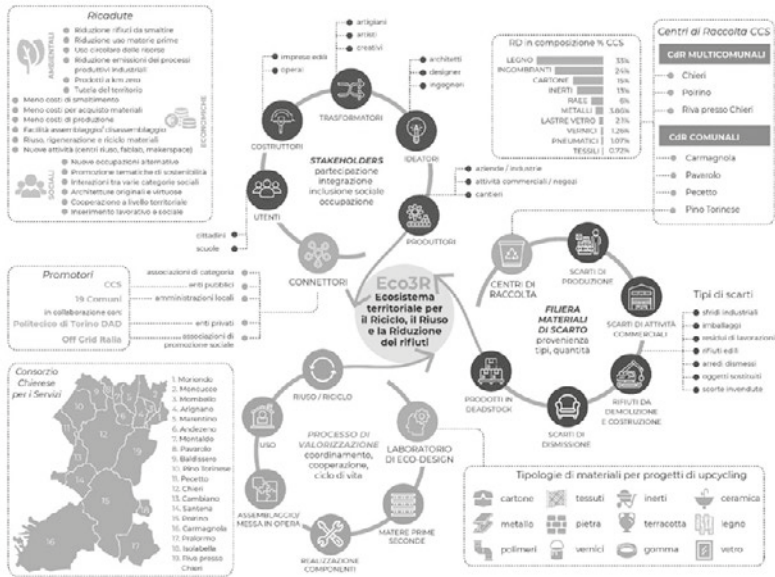 Ricadute
AMBIENTALI
Riduzione rifiuti da smaltire
Riduzione uso materie prime
Uso circolare delle risorse
Riduzione emissioni dei processi
produttivi industriali
Prodotti a km zero
Tutela del territorio
Meno costi di smaltimento
Meno costi per acquisto materiali
Meno costi di produzione
Facilità assemblaggio/ disassemblaggio
Riuso, rigenerazione e riciclo materiali
Nuove attività (centri riuso, fablab, makerspace)
ECONOMICHE
SOCIALI
Nuove occupazioni alternative
Promozione tematiche di sostenibilità
Interazioni tra varie categorie sociali
Architetture originali e virtuose
Cooperazione a livello territoriale
Inserimento lavorativo e sociale
artigiani
artisti
creativi
imprese edili
operai
architetti
designer
ingegneri
TRASFORMATORI
COSTRUTTORI
IDEATORI
STAKEHOLDERS
partecipazione
integrazione
inclusione sociale
occupazione
UTENTI
PRODUTTORI
cittadini
scuole
CONNETTORI
aziende / industrie
attività commerciali / negozi
cantieri
RD in composizione % CCS
LEGNO 33%
INGOMBRANTI 24%
CARTONE 15%
INERTI 13%
RAEE 6%
METALLI 3.86%
LASTRE VETRO 2.1%
VERNICI 1.26%
PNEUMATICI 1.07%
TESSILI 0.72%
Centri di Raccolta CCS
CdR MULTICOMUNALI
Chieri
Poirino
Riva presso Chieri
CdR COMUNALI
Carmagnola
Pavarolo
Pecetto
Pino Torinese
Promotori
CCS
19 Comuni
in collaborazione con:
Politecnico di Torino DAD
Off Grid Italia
associazioni di categoria
enti pubblici
amministrazioni locali
enti privati
associazioni di
promozione sociale
Eco3R
Ecosistema
territoriale per
il Riciclo, il Riuso
e la Riduzione
dei rifiuti
CENTRI DI
RACCOLTA
SCARTI DI
PRODUZIONE
SCARTI DI ATTIVITÀ
COMMERCIALI
FILIERA
MATERIALI
DI SCARTO
provenienza
tipi, quantità
PRODOTTI IN
DEADSTOCK
SCARTI DI
DISMISSIONE
RIFIUTI DA
DEMOLIZIONE E
COSTRUZIONE
Tipi di scarti
sfridi industriali
imballaggi
residui di lavorazioni
rifiuti edili
arredi dismessi
oggetti sostituiti
scorte invendute
Consorzio
Chierese
per i Servizi
1. Moriondo
2. Moncucco
3. Mombello
4. Arignano
5. Marentino
6. Andezeno
7. Montaldo
8. Pavarolo
9. Baldissero
10. Pino Torinese
11. Pecetto
12. Chieri
13. Cambiano
14. Santena
15. Poirino
16. Carmagnola
17. Pralormo
18. Isolabella
19. Riva presso
Chieri
RIUSO / RICICLO
USO
PROCESSO DI
VALORIZZAZIONE
coordinamento,
cooperazione,
ciclo di vita
LABORATORIO
DI ECO-DESIGN
ASSEMBLAGGIO/
MESSA IN OPERA
REALIZZAZIONE
COMPONENTI
MATERE PRIME
SECONDE
Tipologie di materiali per progetti di upcycling
cartone tessuti inerti ceramica
metallo pietra terracotta legno
polimeri vernici gomma vetro